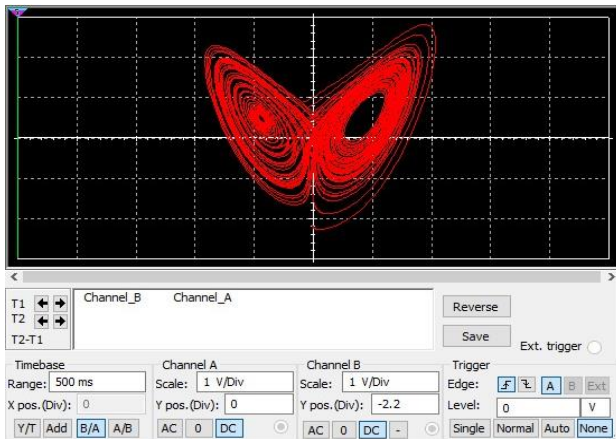 T1
T2
T2-T1
Channel_B Channel_A
Reverse
Save
Ext. trigger
Timebase
Range: 500 ms
X pos.(Div): 0
Y/T Add B/A A/B
Channel A
Scale: 1 V/Div
Y pos.(Div): 0
AC 0 DC
Channel B
Scale: 1 V/Div
Y pos.(Div): -2.2
AC 0 DC -
Trigger
Edge: A B Ext
Level: 0 V
Single Normal Auto None